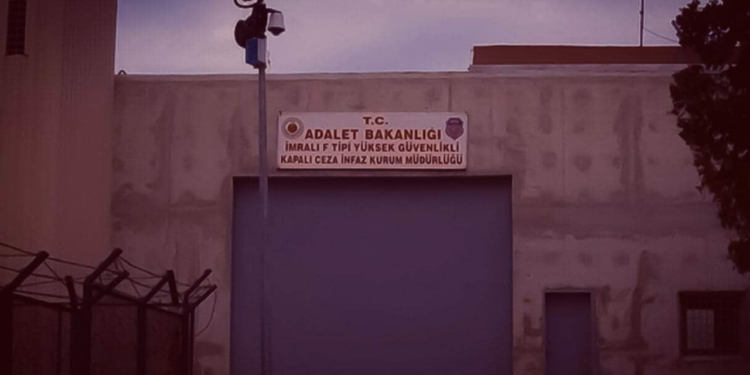 T.C.
ADALET BAKANLIĞI
İMRALI F TİPİ YÜKSEK GÜVENLİKLİ
KAPALI CEZA İNFAZ KURUM MÜDÜRLÜĞÜ